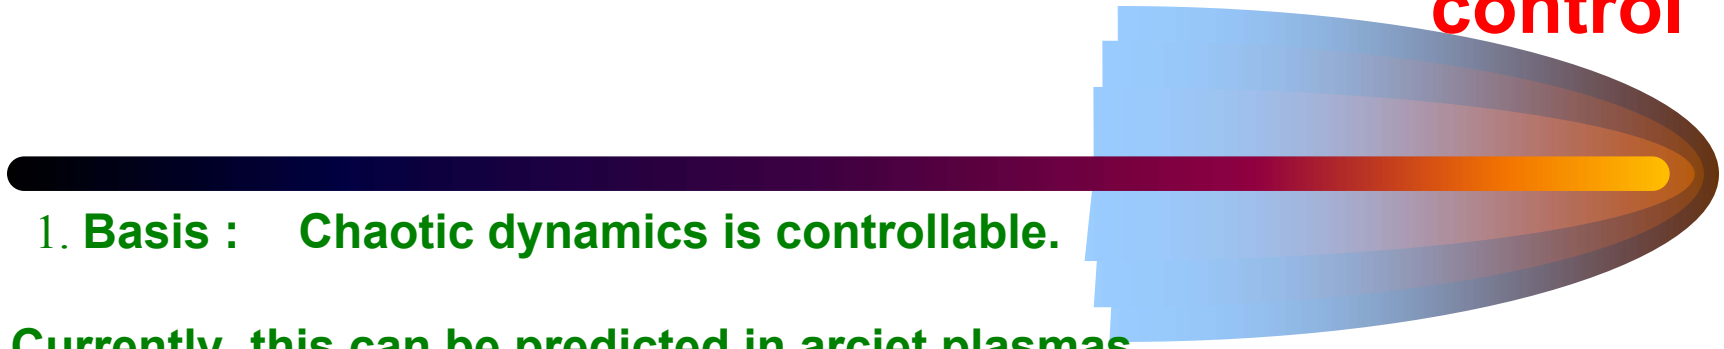 control
1. Basis : Chaotic dynamics is controllable.
Currently, this can be predicted in arcjet plasmas